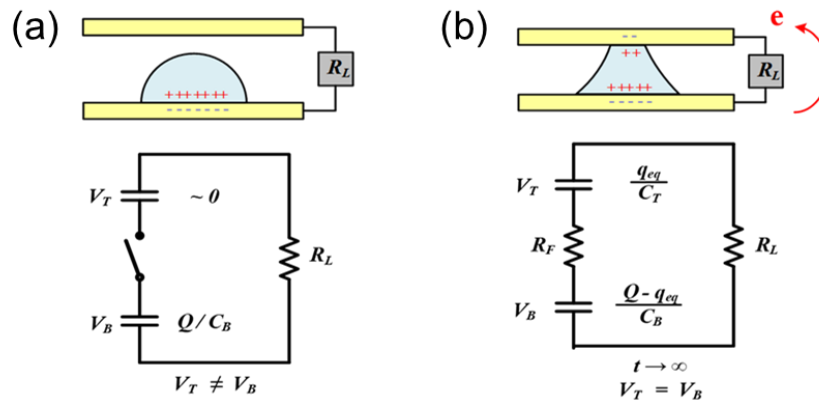 (a)
R_L
+++++++
- - - - - - -
V_T ~ 0
R_L
V_B Q / C_B
V_T ≠ V_B
(b)
e
- -
++
R_L
+++++
- - - - -
V_T q_eq / C_T
R_F R_L
V_B Q - q_eq / C_B
t → ∞
V_T = V_B